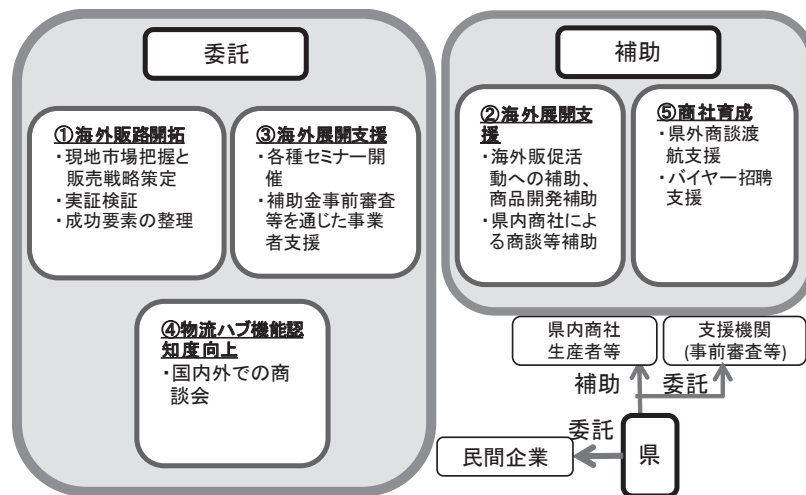 委託
①海外販路開拓
・現地市場把握と
販売戦略策定
・実証検証
・成功要素の整理
③海外展開支援
・各種セミナー開
催
・補助金事前審査
等を通じた事業
者支援
④物流ハブ機能認
知度向上
・国内外での商
談会
補助
②海外展開支
援
・海外販促活
動への補助、
商品開発補助
・県内商社によ
る商談等補助
⑤商社育成
・県外商談渡
航支援
・バイヤー招聘
支援
県内商社
生産者等
支援機関
(事前審査等)
補助
委託
委託
民間企業
県